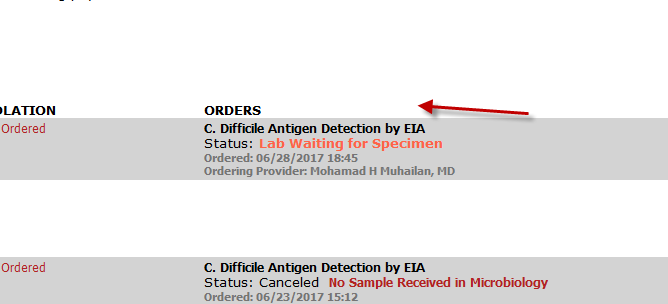 OLATION ORDERS
Ordered C. Difficile Antigen Detection by EIA
Status: Lab Waiting for Specimen
Ordered: 06/28/2017 18:45
Ordering Provider: Mohamad H Muhailan, MD
Ordered C. Difficile Antigen Detection by EIA
Status: Canceled No Sample Received in Microbiology
Ordered: 06/23/2017 15:12